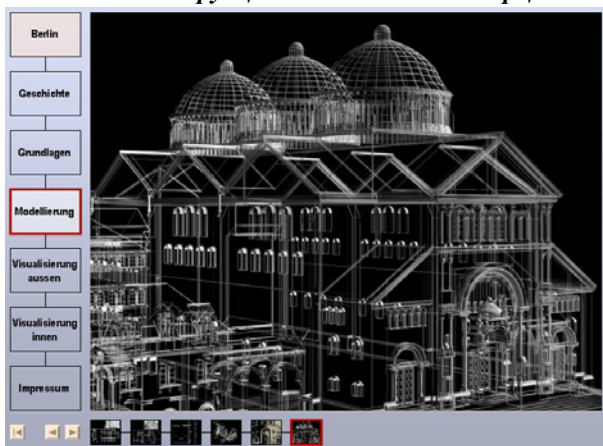 Berlin
Geschichte
Grundlagen
Modellierung
Visualisierung
aussen
Visualisierung
innen
Impressum